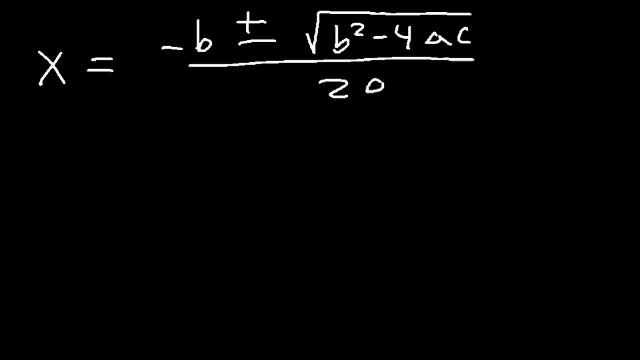 x = (-b ± √(b² - 4ac)) / 2a